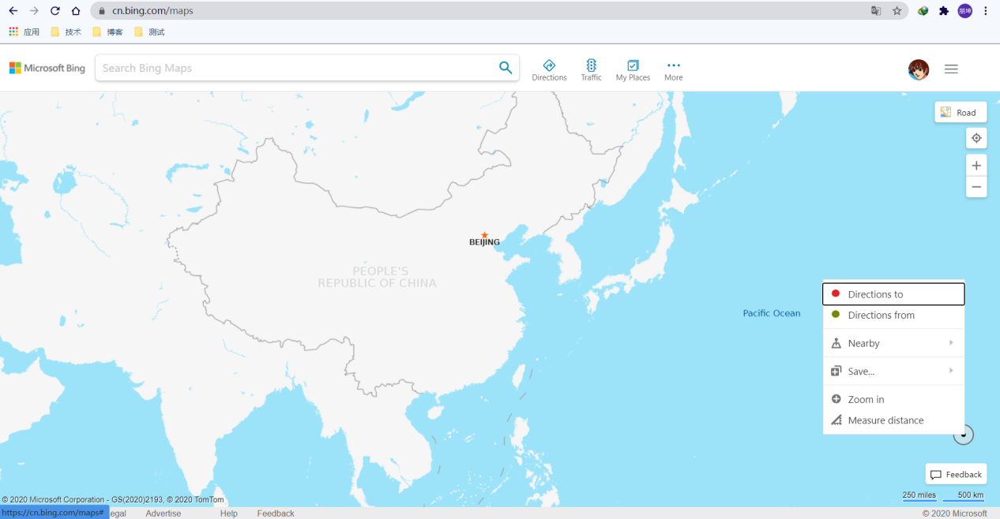 cn.bing.com/maps
朋坤
应用 技术 博客 测试
Microsoft Bing
Search Bing Maps
Directions Traffic My Places More
Road
BEIJING
PEOPLE'S
REPUBLIC OF CHINA
Pacific Ocean
Directions to
Directions from
Nearby
Save...
Zoom in
Measure distance
Feedback
250 miles 500 km
© 2020 Microsoft Corporation - GS(2020)2193, © 2020 TomTom
https://cn.bing.com/maps# egal Advertise Help Feedback © 2020 Microsoft